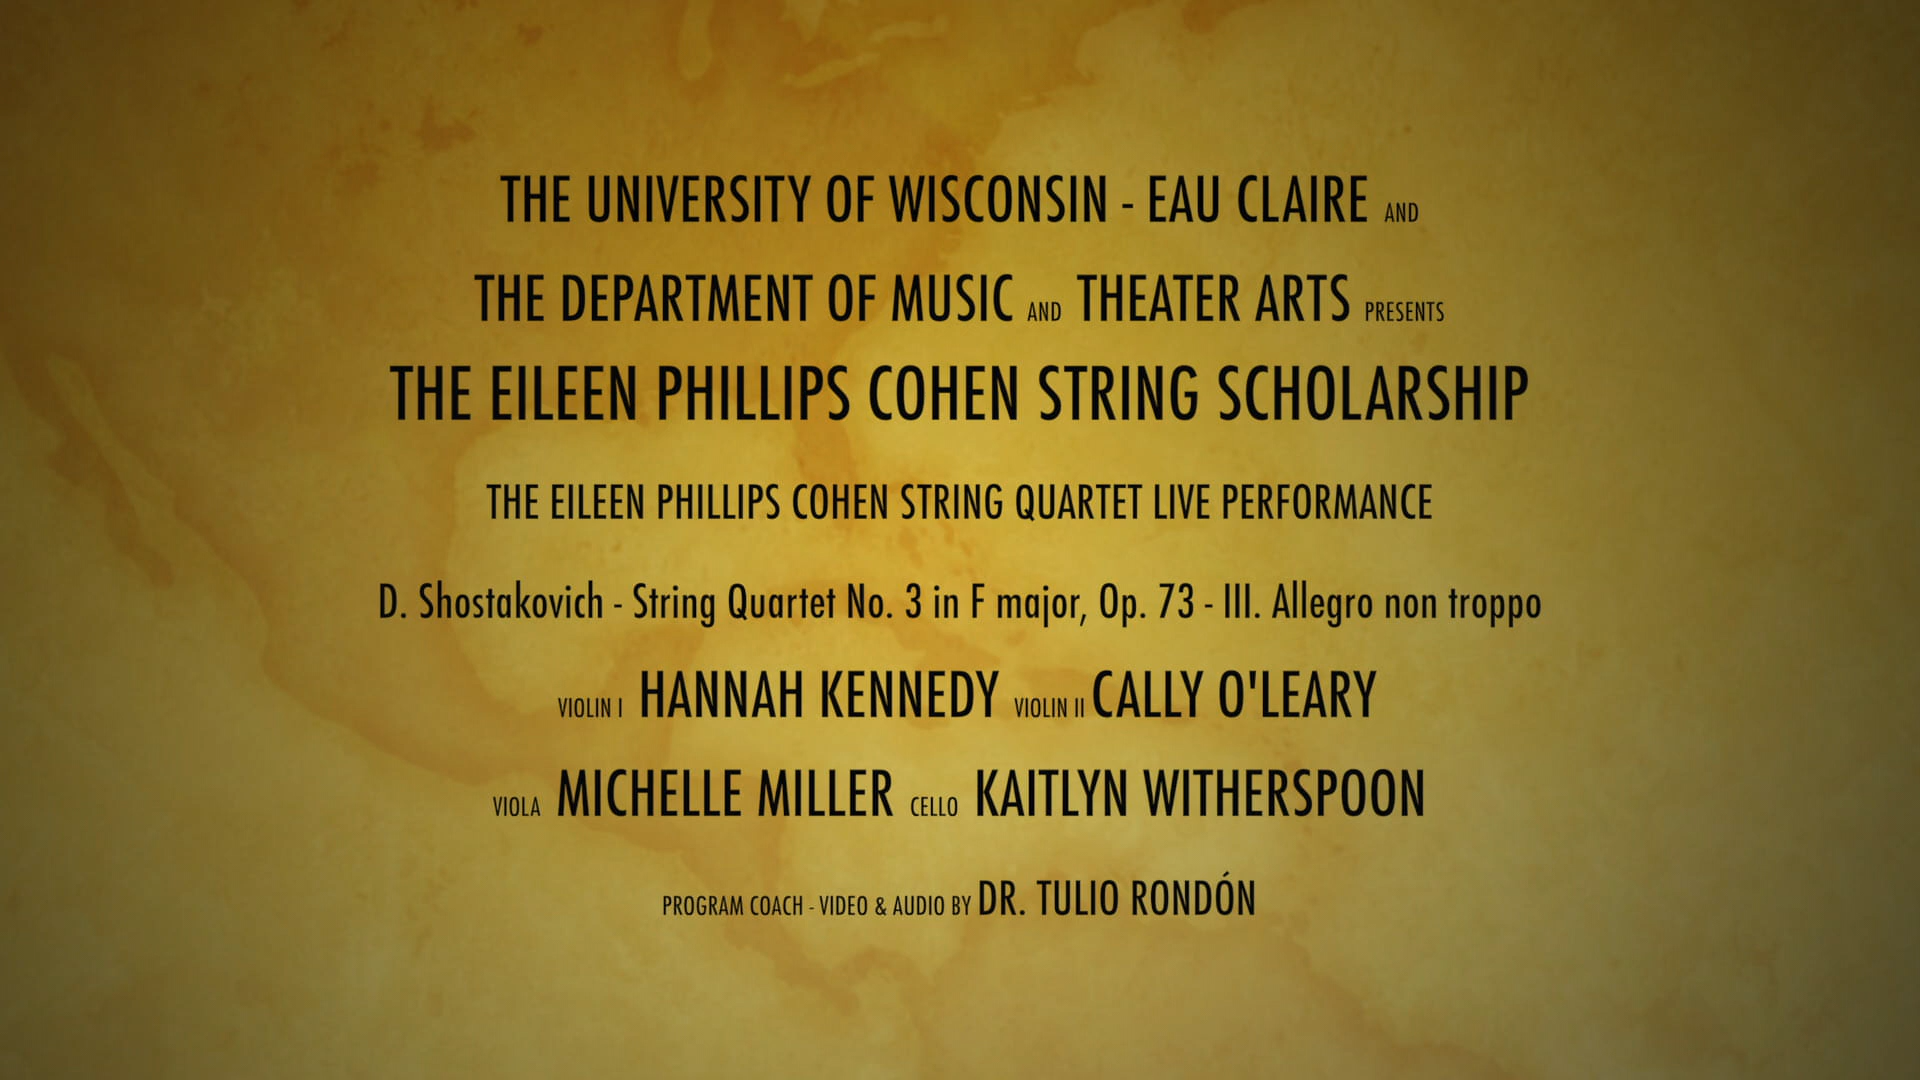 THE UNIVERSITY OF WISCONSIN - EAU CLAIRE AND
THE DEPARTMENT OF MUSIC AND THEATER ARTS PRESENTS
THE EILEEN PHILLIPS COHEN STRING SCHOLARSHIP
THE EILEEN PHILLIPS COHEN STRING QUARTET LIVE PERFORMANCE
D. Shostakovich - String Quartet No. 3 in F major, Op. 73 - III. Allegro non troppo
VIOLIN I HANNAH KENNEDY VIOLIN II CALLY O'LEARY
VIOLA MICHELLE MILLER CELLO KAITLYN WITHERSPOON
PROGRAM COACH - VIDEO & AUDIO BY DR. TULIO RONDÓN